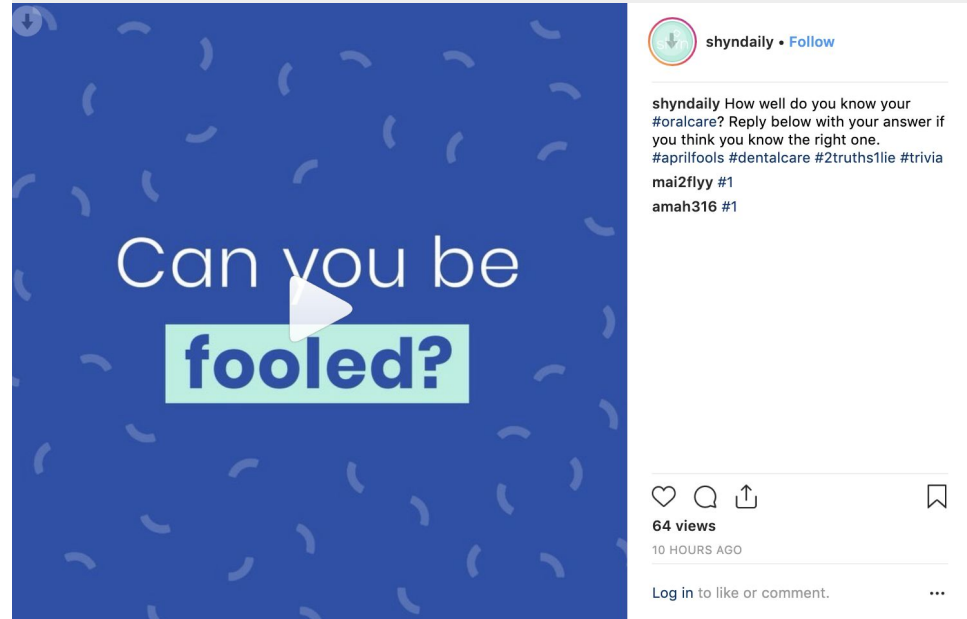 Can you be
fooled?
shyndaily • Follow
shyndaily How well do you know your
#oralcare? Reply below with your answer if
you think you know the right one.
#aprilfools #dentalcare #2truths1lie #trivia
mai2flyy #1
amah316 #1
64 views
10 HOURS AGO
Log in to like or comment.